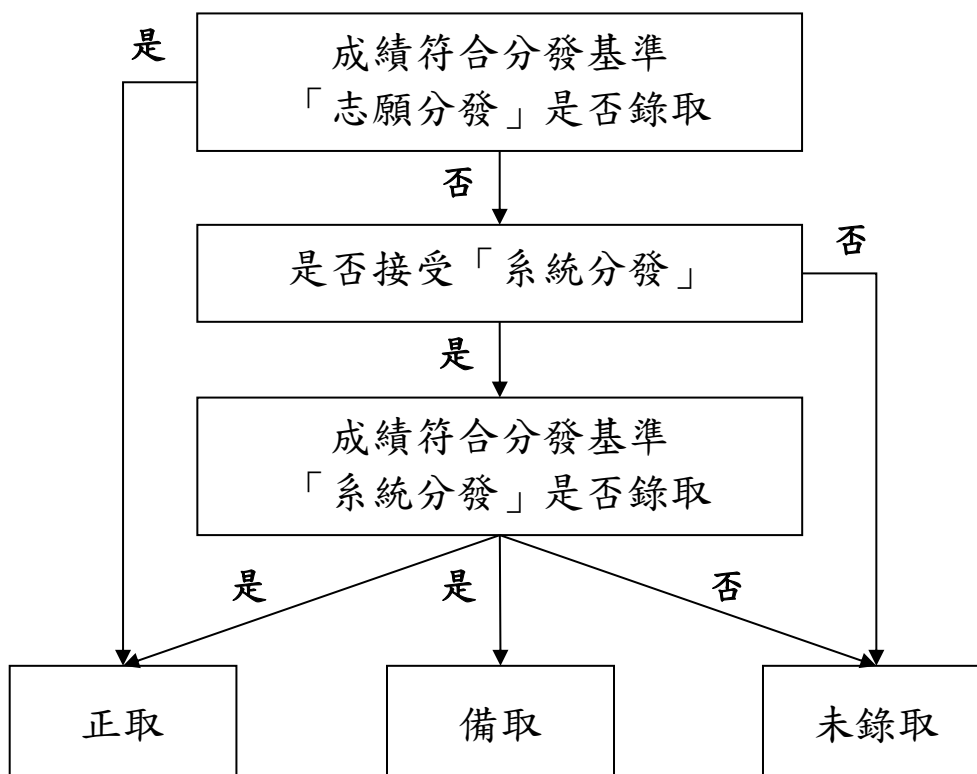 是
成績符合分發基準
「志願分發」是否錄取
否
是否接受「系統分發」
否
是
成績符合分發基準
「系統分發」是否錄取
是
是
否
正取
備取
未錄取